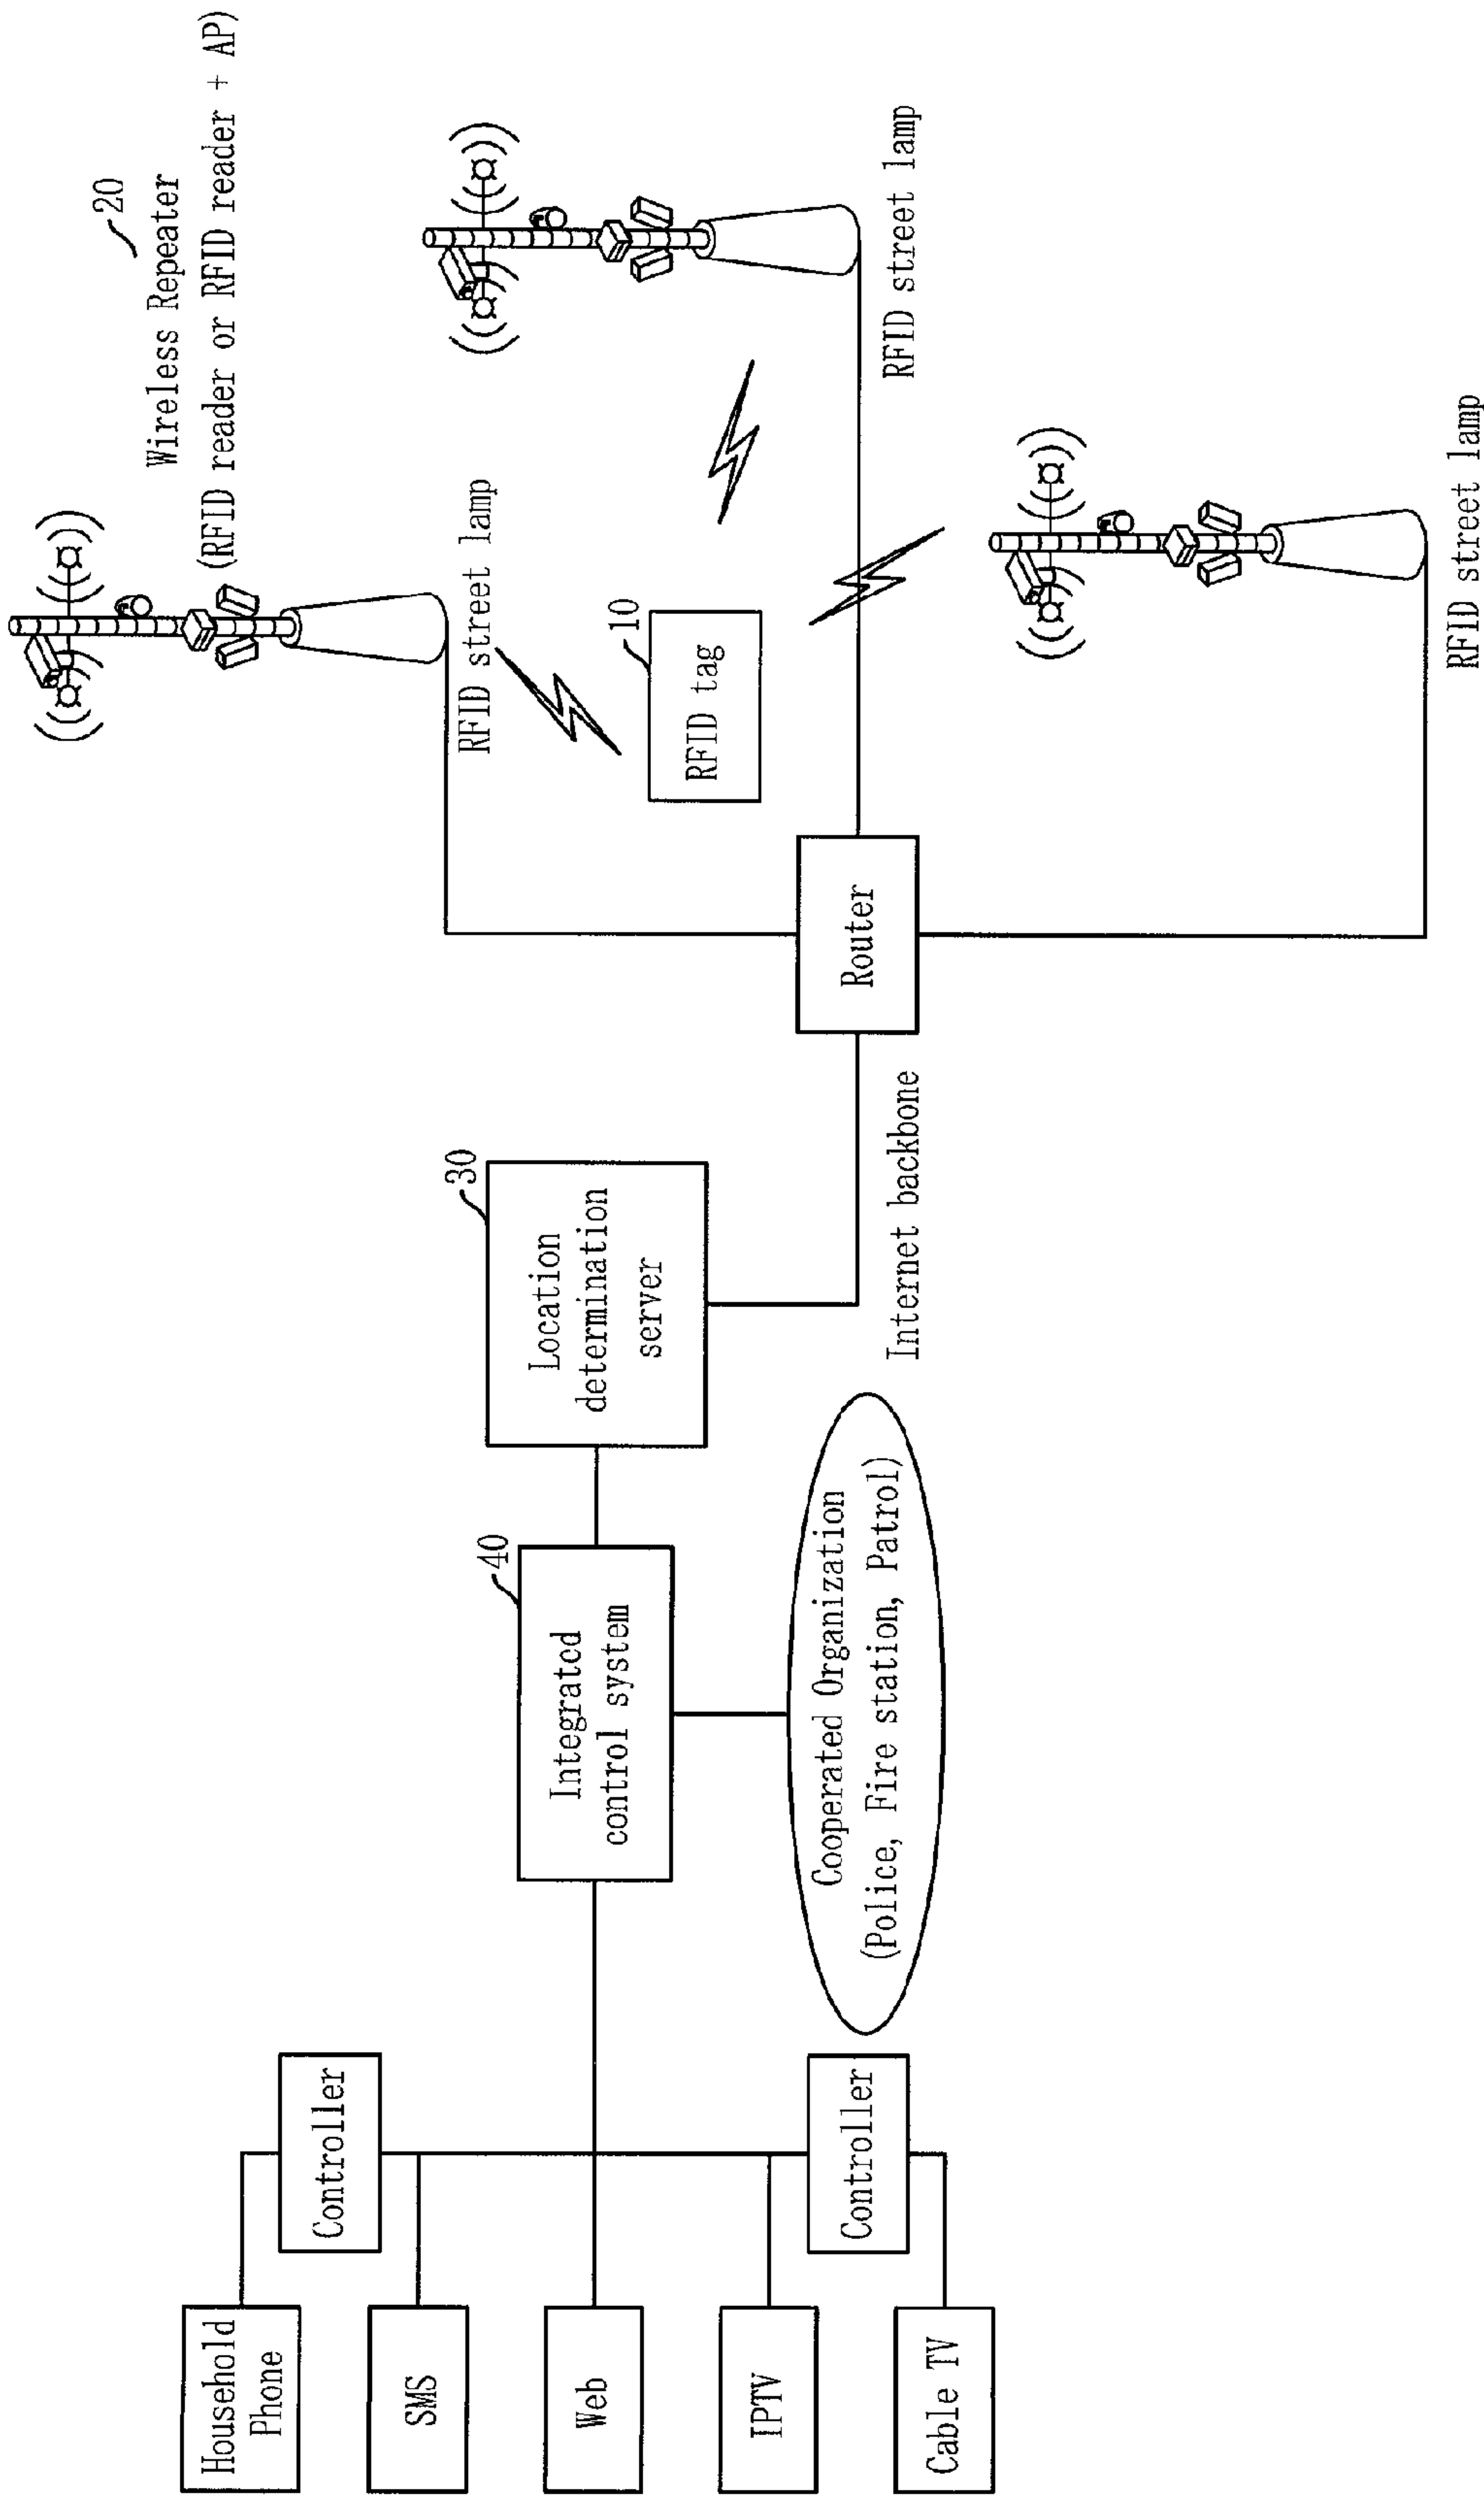 Household
Phone
SMS
Web
IPTV
Cable TV
Controller
Controller
40
Integrated
control system
Cooperated Organization
(Police, Fire station, Patrol)
30
Location
determination
server
Internet backbone
Router
10
RFID tag
20
Wireless Repeater
(RFID reader or RFID reader + AP)
RFID street lamp
RFID street lamp
RFID street lamp